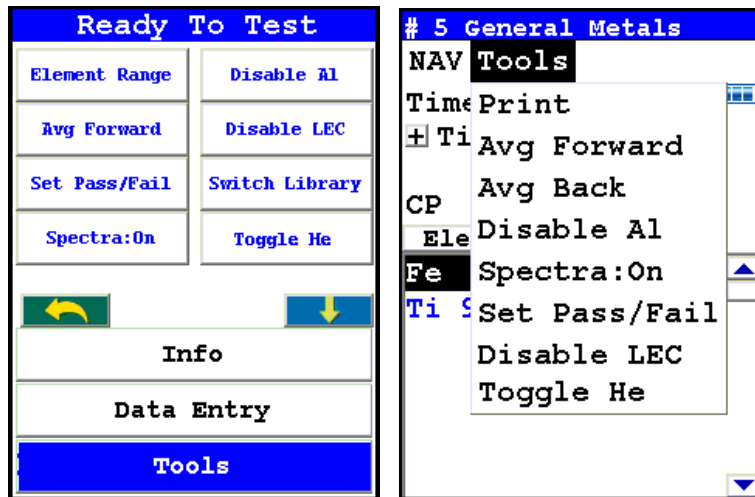 Ready To Test
Element Range
Disable Al
Avg Forward
Disable LEC
Set Pass/Fail
Switch Library
Spectra:On
Toggle He
Info
Data Entry
Tools
# 5 General Metals
NAV Tools
Time
Print
Ti
Avg Forward
Avg Back
CP
Disable Al
Ele
Fe
Spectra:On
Ti
Set Pass/Fail
Disable LEC
Toggle He